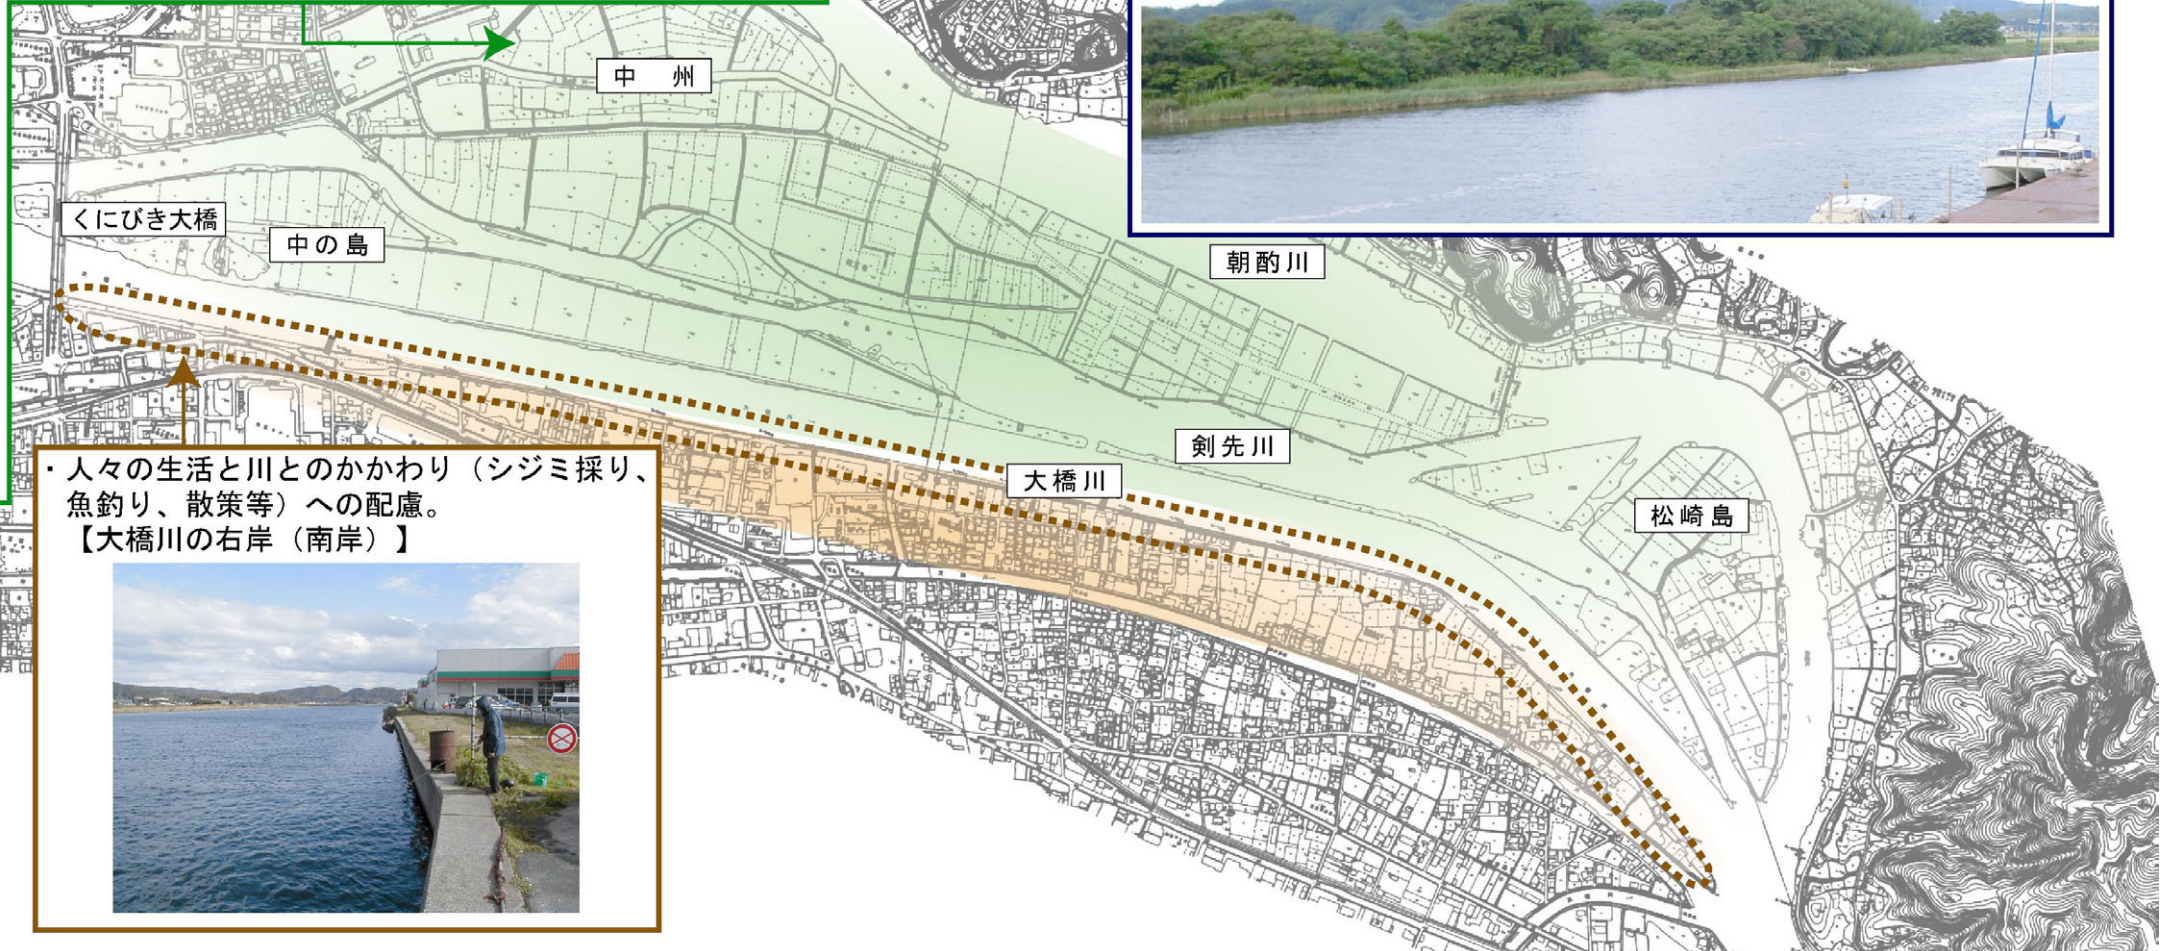 中　州
くにびき大橋
中の島
朝酌川
剣先川
大橋川
松崎島
・人々の生活と川とのかかわり（シジミ採り、
魚釣り、散策等）への配慮。
【大橋川の右岸（南岸）】